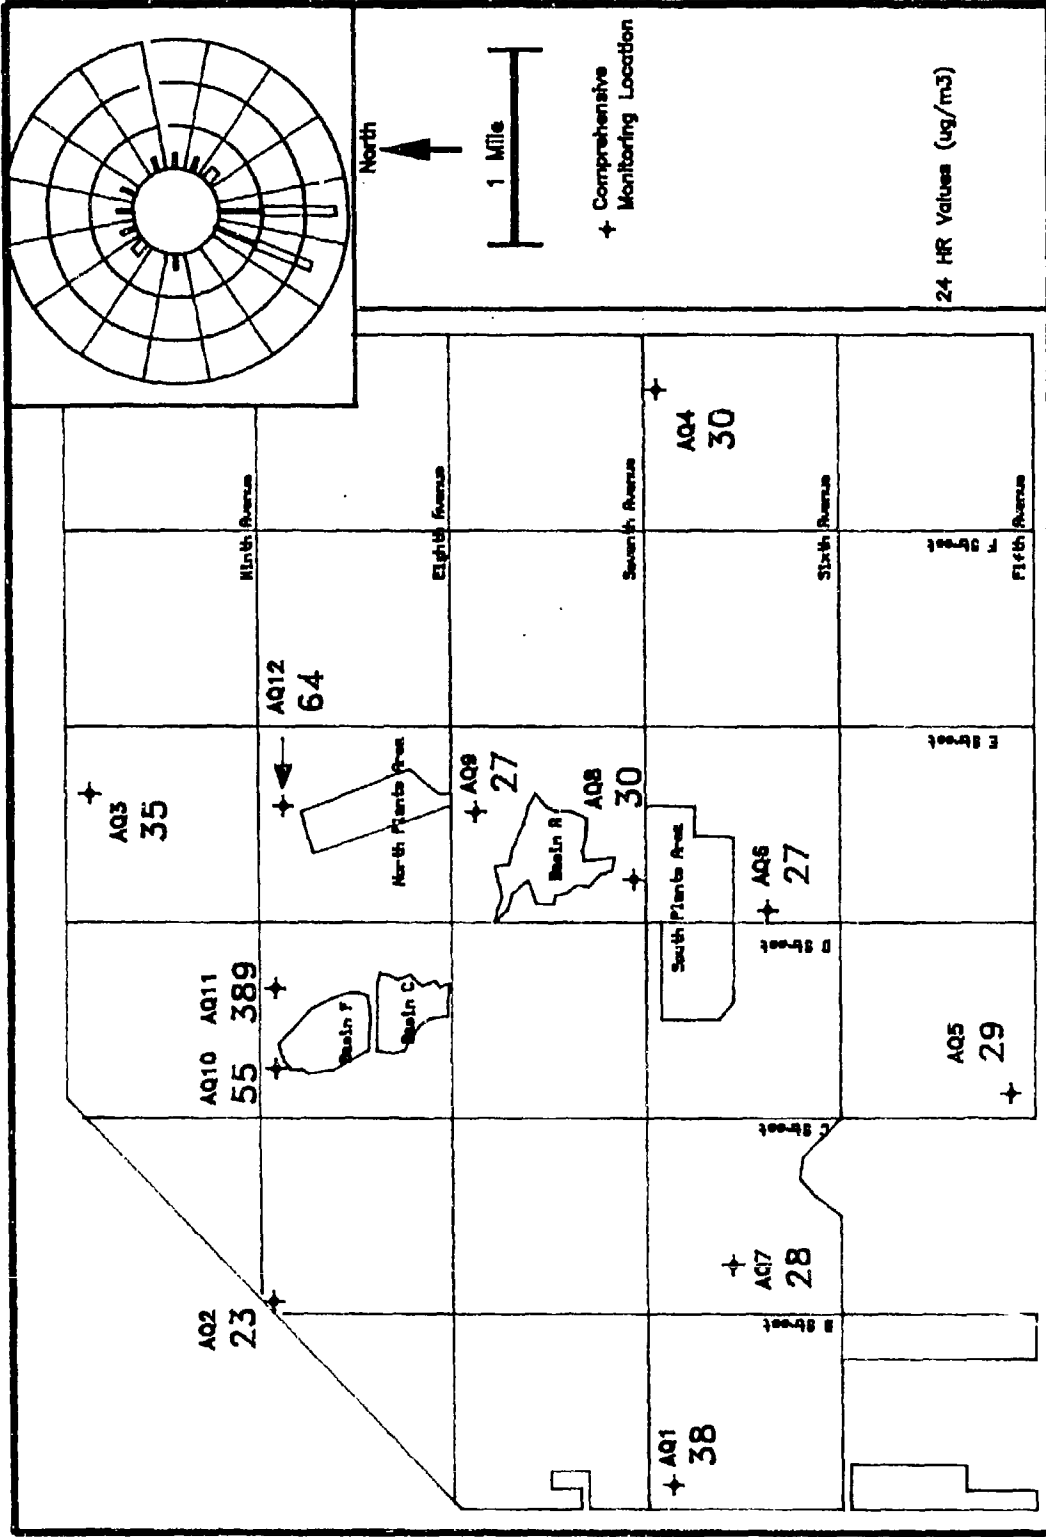 North
1 Mile
Comprehensive
Monitoring Location
24 HR Values (ug/m3)
AQ3
35
Ninth Avenue
AQ12
64
AQ11
389
AQ10
55
AQ2
23
Basin F
Basin C
North Plants Area
Eighth Avenue
AQ9
27
Basin A
AQ8
30
Seventh Avenue
AQ4
30
AQ1
38
South Plants Area
AQ6
27
AQ7
28
B Street
C Street
D Street
E Street
F Street
Sixth Avenue
AQ5
29
Fifth Avenue